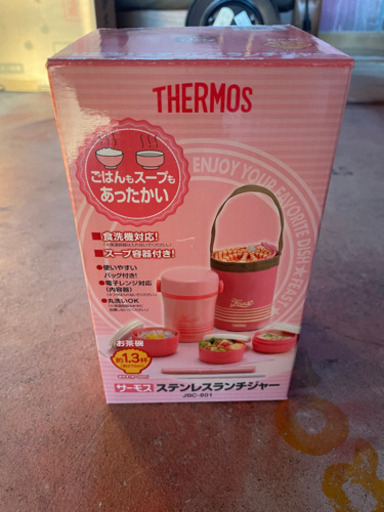 THERMOS
ENJOY YOUR FAVORITE DISH
ごはんもスープも
あったかい
食洗機対応!
スープ容器付き!
●使いやすい
バッグ付き!
●電子レンジ対応
(内容器)
●丸洗いOK
お茶碗
約1.3杯
サーモス ステンレスランチジャー
JBC-801